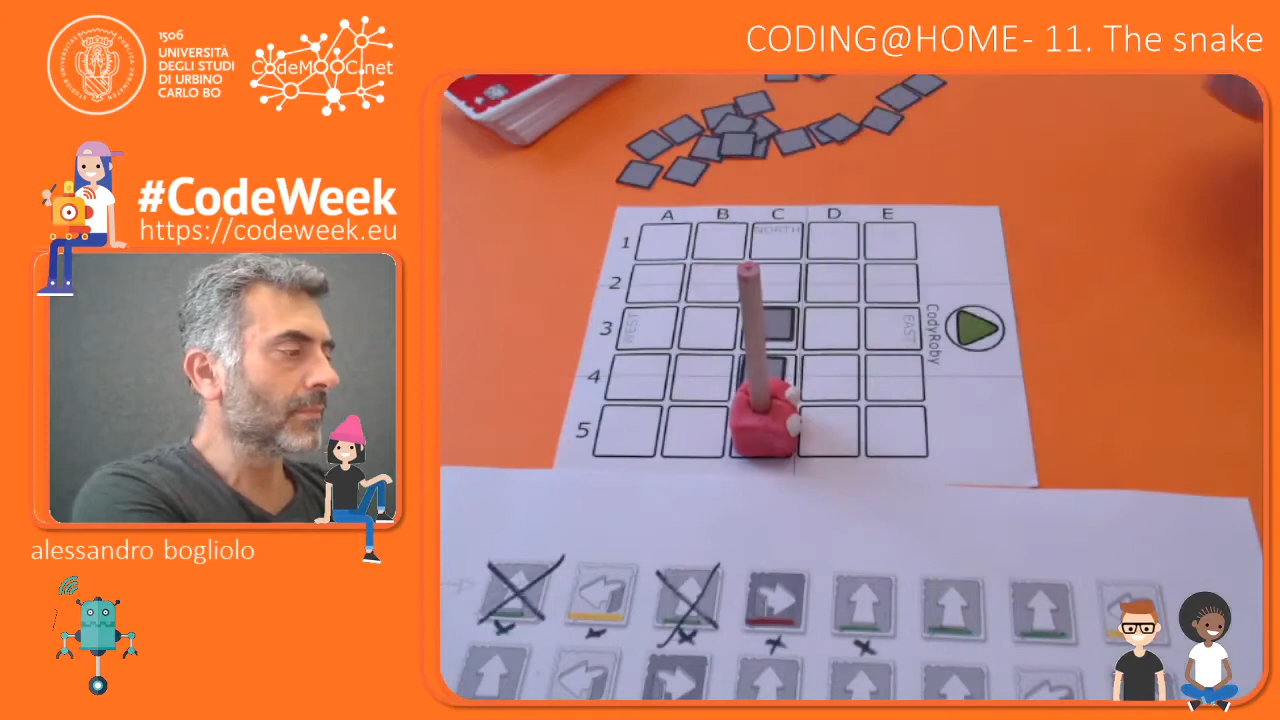 CODING@HOME - 11. The snake
1506
UNIVERSITÀ
DEGLI STUDI
DI URBINO
CARLO BO
CodeMOOC.net
#CodeWeek
https://codeweek.eu
alessandro bogliolo
A B C D E
NORTH
1
2
3
WEST
EAST
CodyRoby
4
5